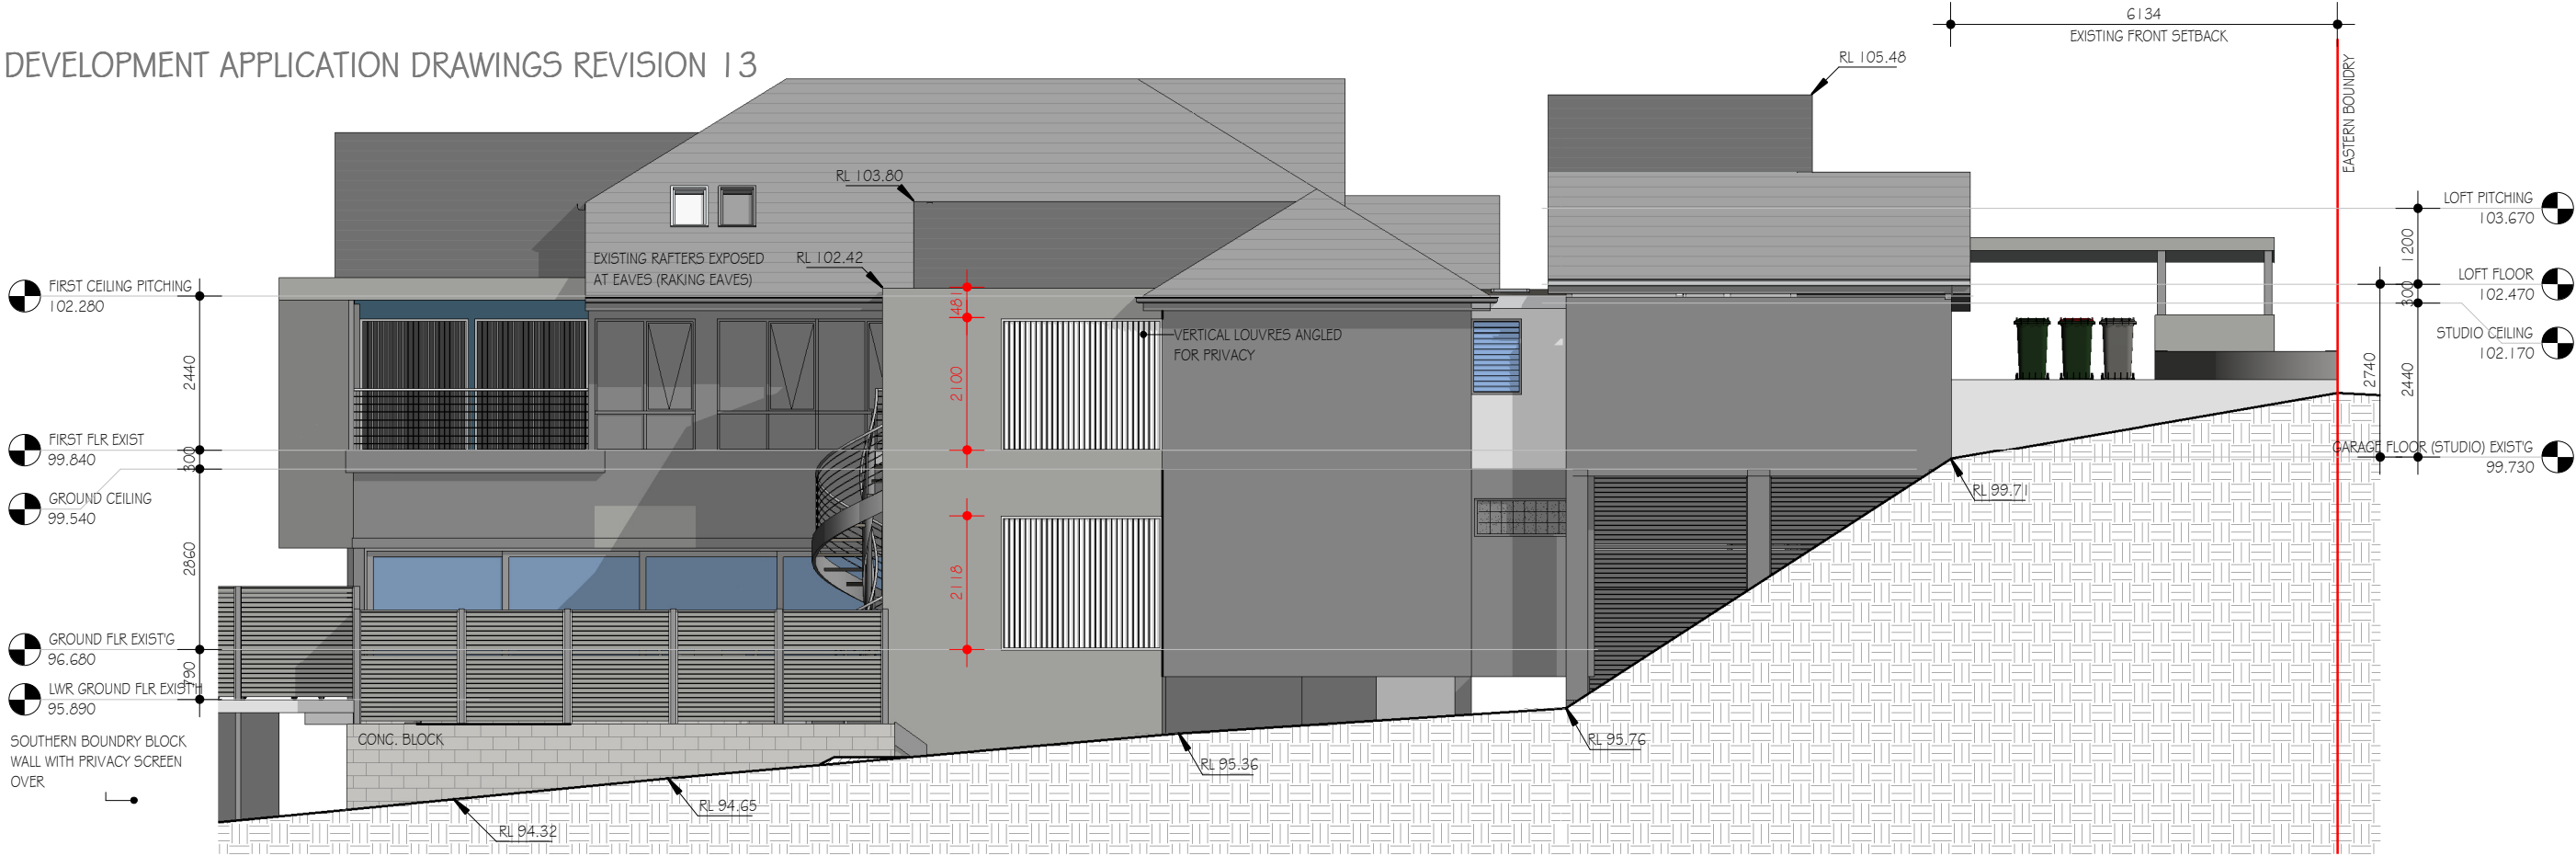 DEVELOPMENT APPLICATION DRAWINGS REVISION 13
6134
EXISTING FRONT SETBACK
EASTERN BOUNDRY
RL 105.48
RL 103.80
RL 102.42
EXISTING RAFTERS EXPOSED
AT EAVES (RAKING EAVES)
FIRST CEILING PITCHING
102.280
2440
FIRST FLR EXIST
99.840
300
GROUND CEILING
99.540
2860
GROUND FLR EXIST'G
96.680
790
LWR GROUND FLR EXIST'H
95.890
SOUTHERN BOUNDRY BLOCK
WALL WITH PRIVACY SCREEN
OVER
CONC. BLOCK
481
2100
2118
VERTICAL LOUVRES ANGLED
FOR PRIVACY
LOFT PITCHING
103.670
1200
LOFT FLOOR
102.470
300
STUDIO CEILING
102.170
2740
2440
GARAGE FLOOR (STUDIO) EXIST'G
99.730
RL 99.71
RL 95.76
RL 95.36
RL 94.65
RL 94.32